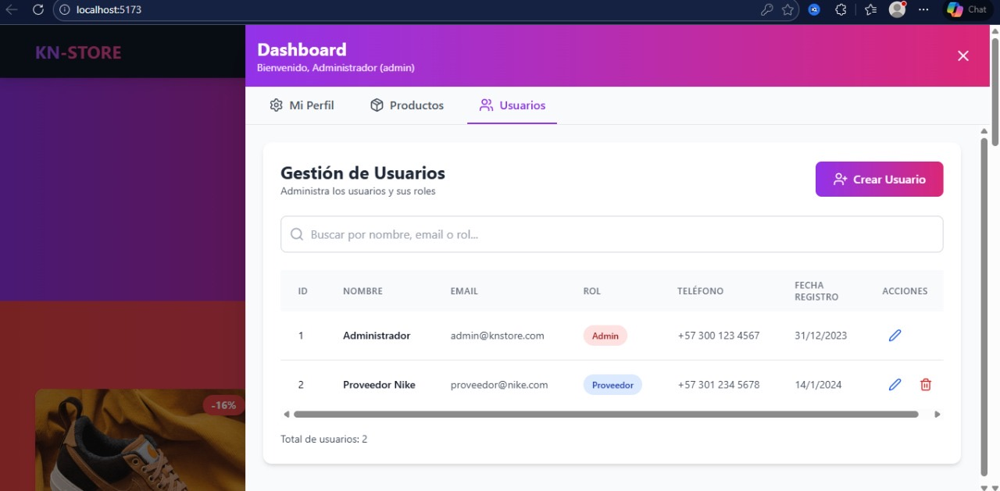 localhost:5173
Chat
KN-STORE
Dashboard
Bienvenido, Administrador (admin)
Mi Perfil Productos Usuarios
Gestión de Usuarios
Administra los usuarios y sus roles
Crear Usuario
Buscar por nombre, email o rol...
ID NOMBRE EMAIL ROL TELÉFONO FECHA REGISTRO ACCIONES
1 Administrador admin@knstore.com Admin +57 300 123 4567 31/12/2023
2 Proveedor Nike proveedor@nike.com Proveedor +57 301 234 5678 14/1/2024
Total de usuarios: 2
-16%